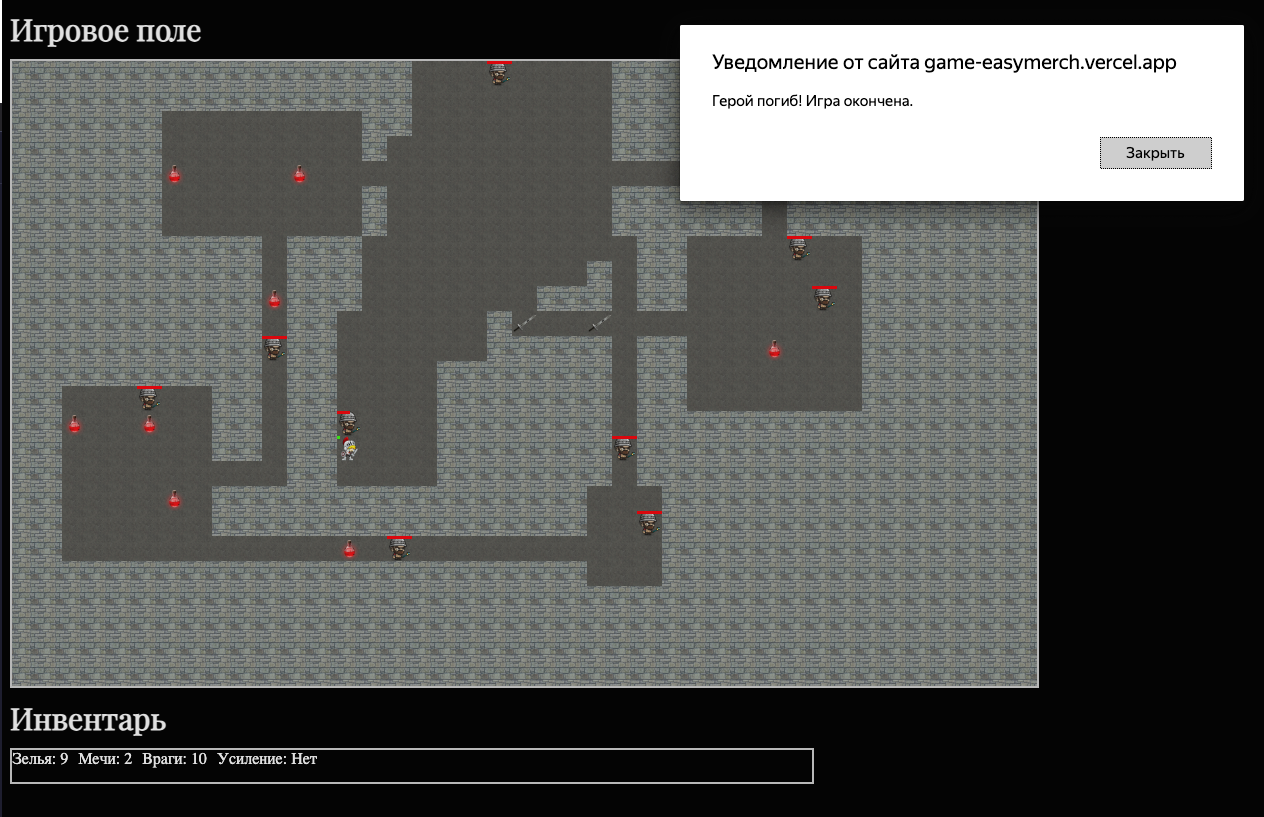 Игровое поле
Уведомление от сайта game-easymerch.vercel.app
Герой погиб! Игра окончена.
Закрыть
Инвентарь
Зелья: 9 Мечи: 2 Враги: 10 Усиление: Нет